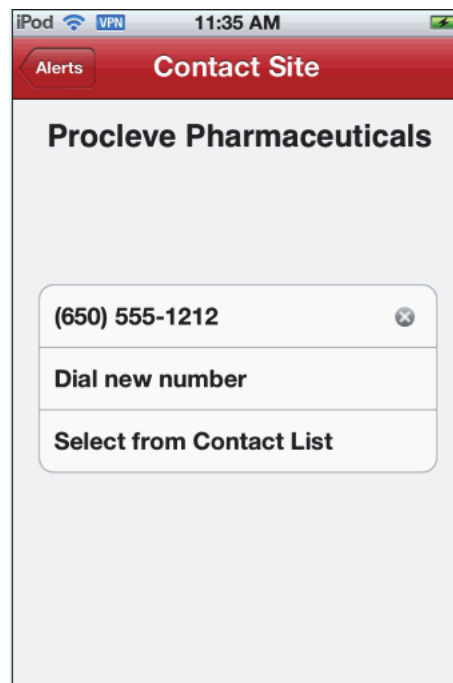 iPod VPN 11:35 AM
Alerts Contact Site
Procleve Pharmaceuticals
(650) 555-1212
Dial new number
Select from Contact List